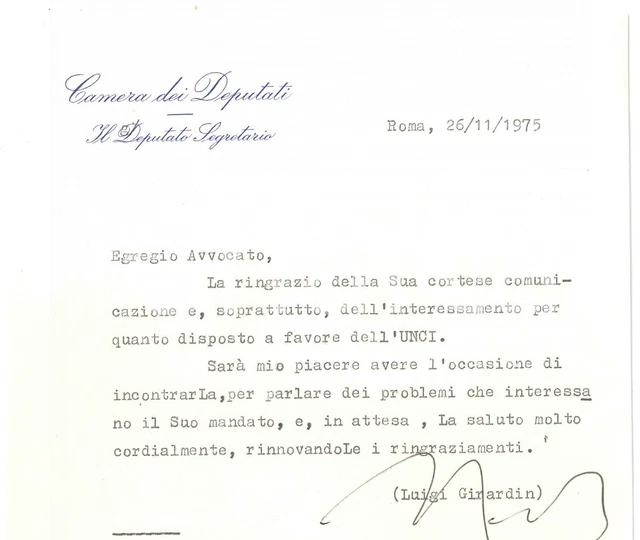 Camera dei Deputati
Il Deputato Segretario
Roma, 26/11/1975
Egregio Avvocato,
La ringrazio della Sua cortese comuni-
cazione e, soprattutto, dell'interessamento per
quanto disposto a favore dell'UNCI.
Sarà mio piacere avere l'occasione di
incontrarLa,per parlare dei problemi che interessa
no il Suo mandato, e, in attesa , La saluto molto
cordialmente, rinnovandoLe i ringraziamenti.
(Luigi Girardin)